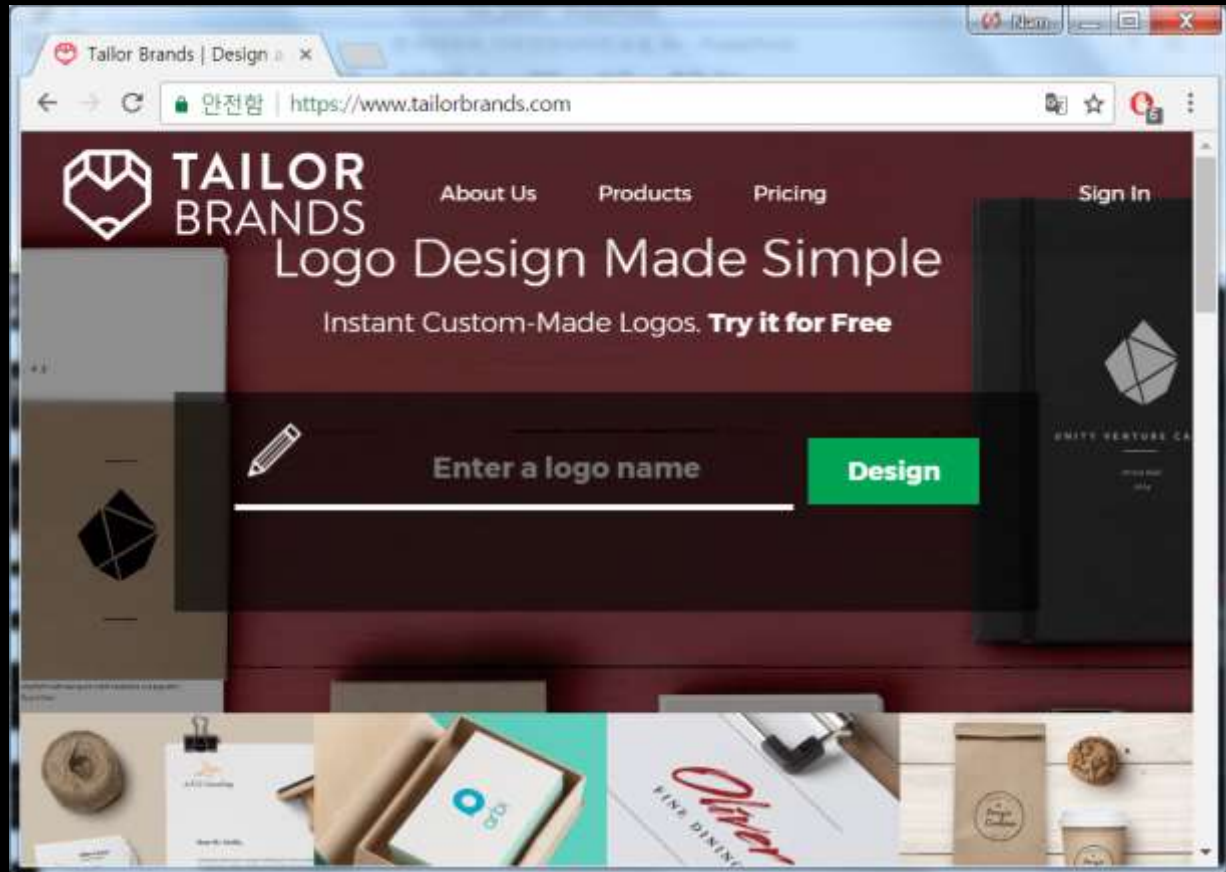 Tailor Brands | Design a
안전함 | https://www.tailorbrands.com
6
TAILOR
BRANDS
About Us
Products
Pricing
Sign In
Logo Design Made Simple
Instant Custom-Made Logos. Try it for Free
Enter a logo name
Design
UNITY VENTURE CA
orbi
Oliver
FINE DINING